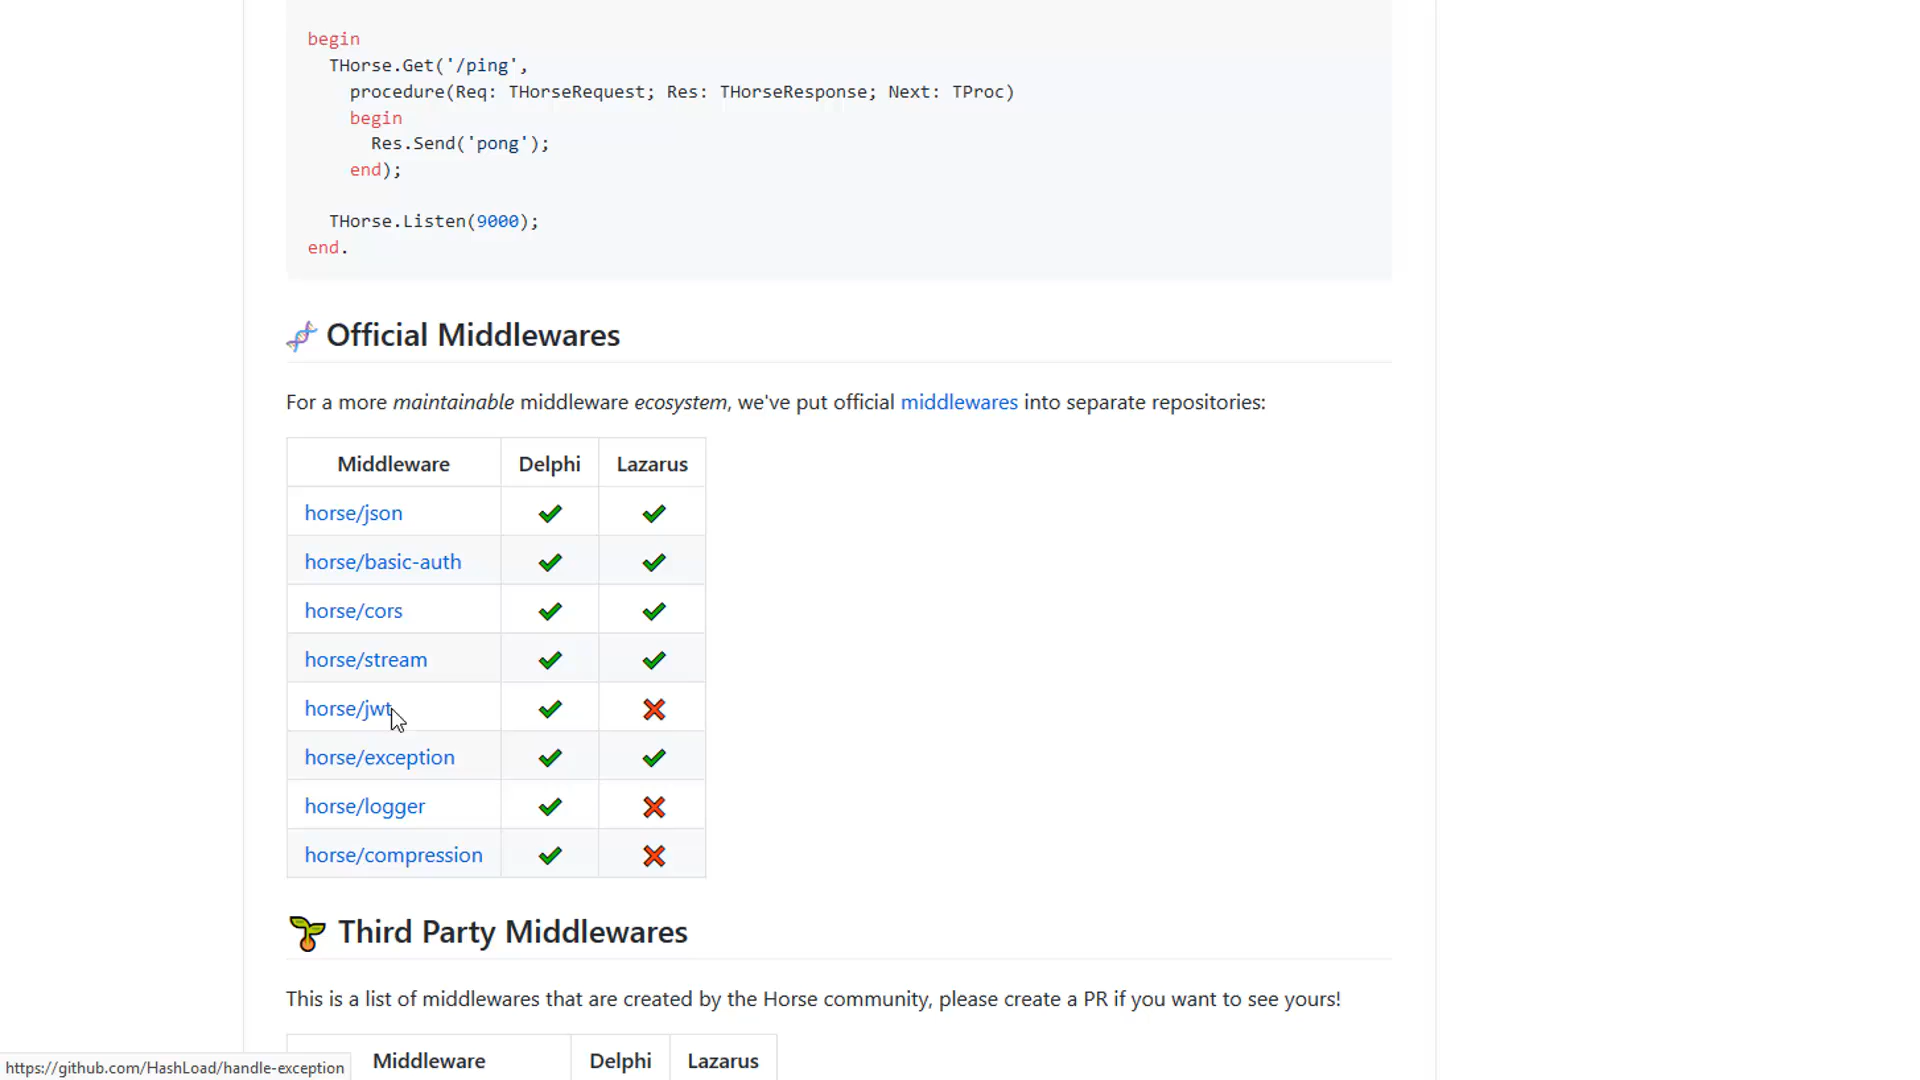 begin
THorse.Get('/ping',
procedure(Req: THorseRequest; Res: THorseResponse; Next: TProc)
begin
Res.Send('pong');
end);
THorse.Listen(9000);
end.
Official Middlewares
For a more maintainable middleware ecosystem, we've put official middlewares into separate repositories:
Middleware Delphi Lazarus
horse/json
horse/basic-auth
horse/cors
horse/stream
horse/jwt
horse/exception
horse/logger
horse/compression
Third Party Middlewares
This is a list of middlewares that are created by the Horse community, please create a PR if you want to see yours!
Middleware Delphi Lazarus
https://github.com/HashLoad/handle-exception